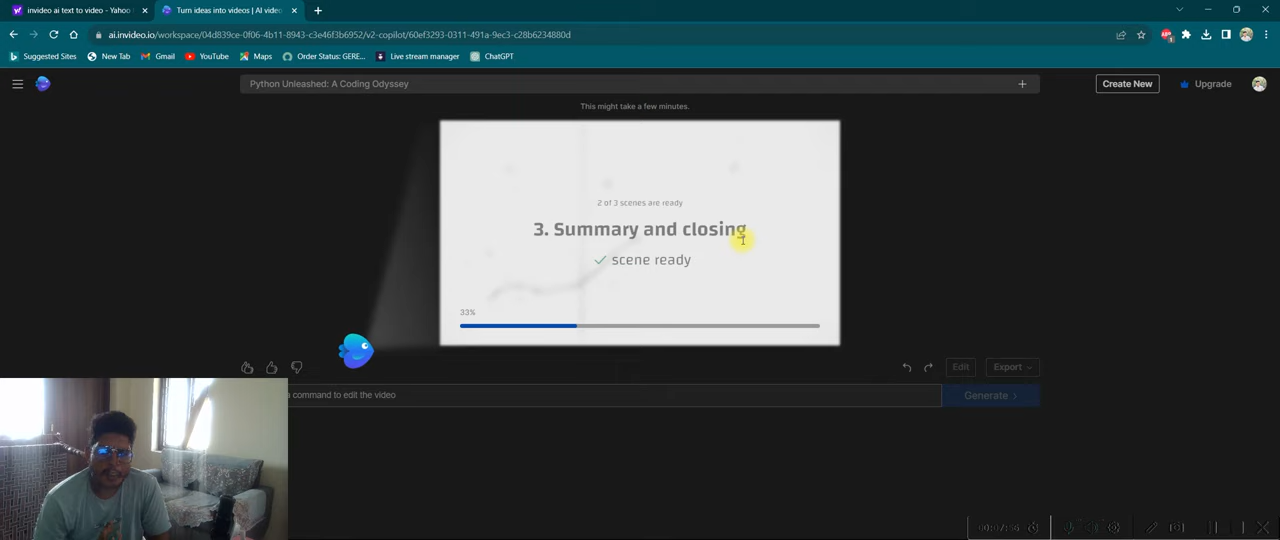 invideo ai text to video - Yahoo
Turn ideas into videos | AI video
ai.invideo.io/workspace/04d839ce-0f06-4b11-8943-c3e46f3b6952/v2-copilot/60ef3293-0311-491a-9ec3-c28b6234880d
Suggested Sites New Tab Gmail YouTube Maps Order Status: GERE... Live stream manager ChatGPT
Python Unleashed: A Coding Odyssey
Create New
Upgrade
This might take a few minutes.
2 of 3 scenes are ready
3. Summary and closing
scene ready
33%
Edit
Export
a command to edit the video
Generate